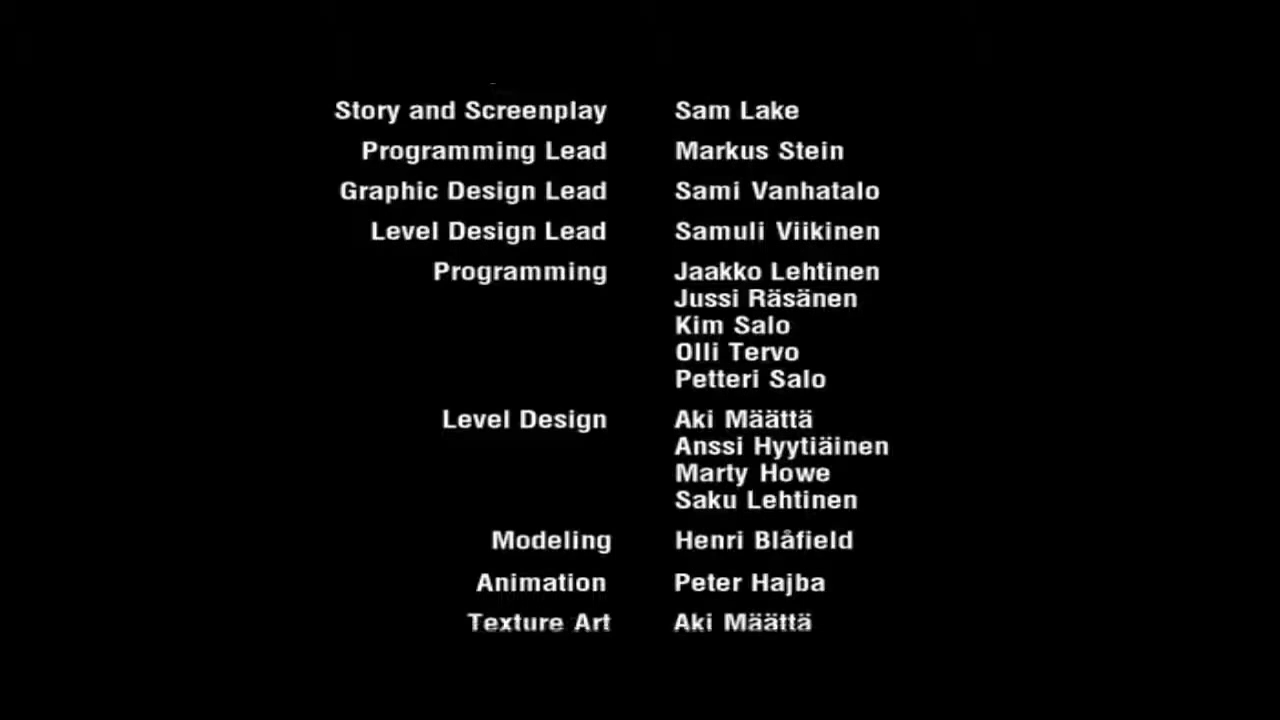 Story and Screenplay Sam Lake
Programming Lead Markus Stein
Graphic Design Lead Sami Vanhatalo
Level Design Lead Samuli Viikinen
Programming Jaakko Lehtinen
Jussi Räsänen
Kim Salo
Olli Tervo
Petteri Salo
Level Design Aki Määttä
Anssi Hyytiäinen
Marty Howe
Saku Lehtinen
Modeling Henri Blåfield
Animation Peter Hajba
Texture Art Aki Määttä